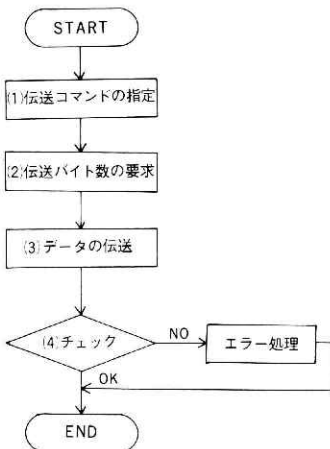 START
(1)伝送コマンドの指定
(2)伝送バイト数の要求
(3)データの伝送
(4)チェック
NO
エラー処理
OK
END